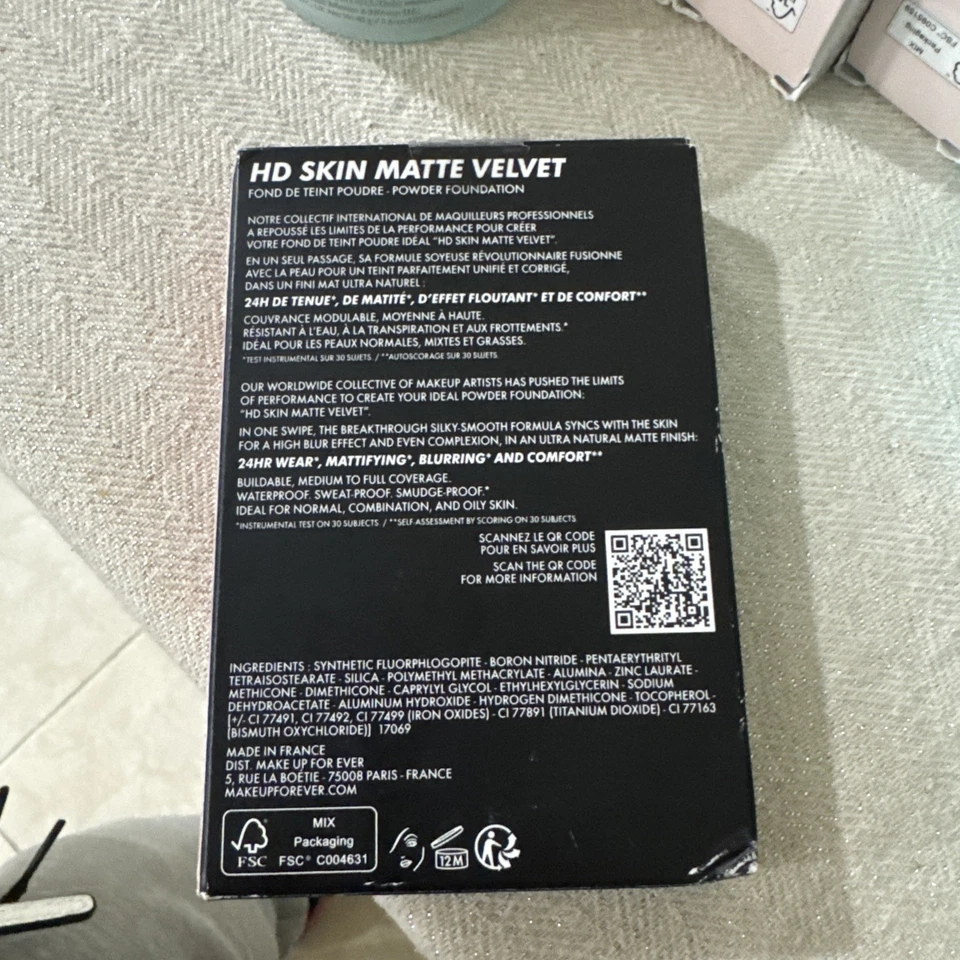 HD SKIN MATTE VELVET
FOND DE TEINT POUDRE - POWDER FOUNDATION
NOTRE COLLECTIF INTERNATIONAL DE MAQUILLEURS PROFESSIONNELS
A REPOUSSÉ LES LIMITES DE LA PERFORMANCE POUR CRÉER
VOTRE FOND DE TEINT POUDRE IDÉAL "HD SKIN MATTE VELVET".
EN UN SEUL PASSAGE, SA FORMULE SOYEUSE RÉVOLUTIONNAIRE FUSIONNE
AVEC LA PEAU POUR UN TEINT PARFAITEMENT UNIFIÉ ET CORRIGÉ,
DANS UN FINI MAT ULTRA NATUREL :
24H DE TENUE*, DE MATITÉ*, D'EFFET FLOUTANT* ET DE CONFORT**
COUVRANCE MODULABLE, MOYENNE À HAUTE.
RÉSISTANT À L'EAU, À LA TRANSPIRATION ET AUX FROTTEMENTS.*
IDÉAL POUR LES PEAUX NORMALES, MIXTES ET GRASSES.
*TEST INSTRUMENTAL SUR 30 SUJETS. / **AUTOSCORAGE SUR 30 SUJETS.
OUR WORLDWIDE COLLECTIVE OF MAKEUP ARTISTS HAS PUSHED THE LIMITS
OF PERFORMANCE TO CREATE YOUR IDEAL POWDER FOUNDATION:
"HD SKIN MATTE VELVET".
IN ONE SWIPE, THE BREAKTHROUGH SILKY-SMOOTH FORMULA SYNCS WITH THE SKIN
FOR A HIGH BLUR EFFECT AND EVEN COMPLEXION, IN AN ULTRA NATURAL MATTE FINISH:
24HR WEAR*, MATTIFYING*, BLURRING* AND COMFORT**
BUILDABLE, MEDIUM TO FULL COVERAGE.
WATERPROOF. SWEAT-PROOF. SMUDGE-PROOF.*
IDEAL FOR NORMAL, COMBINATION, AND OILY SKIN.
*INSTRUMENTAL TEST ON 30 SUBJECTS. / **SELF-ASSESSMENT BY SCORING ON 30 SUBJECTS.
SCANNEZ LE QR CODE
POUR EN SAVOIR PLUS
SCAN THE QR CODE
FOR MORE INFORMATION
INGREDIENTS : SYNTHETIC FLUORPHLOGOPITE - BORON NITRIDE - PENTAERYTHRITYL
TETRAISOSTEARATE - SILICA - POLYMETHYL METHACRYLATE - ALUMINA - ZINC LAURATE -
METHICONE - DIMETHICONE - CAPRYLYL GLYCOL - ETHYLHEXYLGLYCERIN - SODIUM
DEHYDROACETATE - ALUMINUM HYDROXIDE - HYDROGEN DIMETHICONE - TOCOPHEROL -
[+/- CI 77491, CI 77492, CI 77499 (IRON OXIDES) - CI 77891 (TITANIUM DIOXIDE) - CI 77163
(BISMUTH OXYCHLORIDE)] 17069
MADE IN FRANCE
DIST. MAKE UP FOR EVER
5, RUE LA BOÉTIE - 75008 PARIS - FRANCE
MAKEUPFOREVER.COM
FSC
MIX
Packaging
FSC® C004631
12M
MIX
Packaging